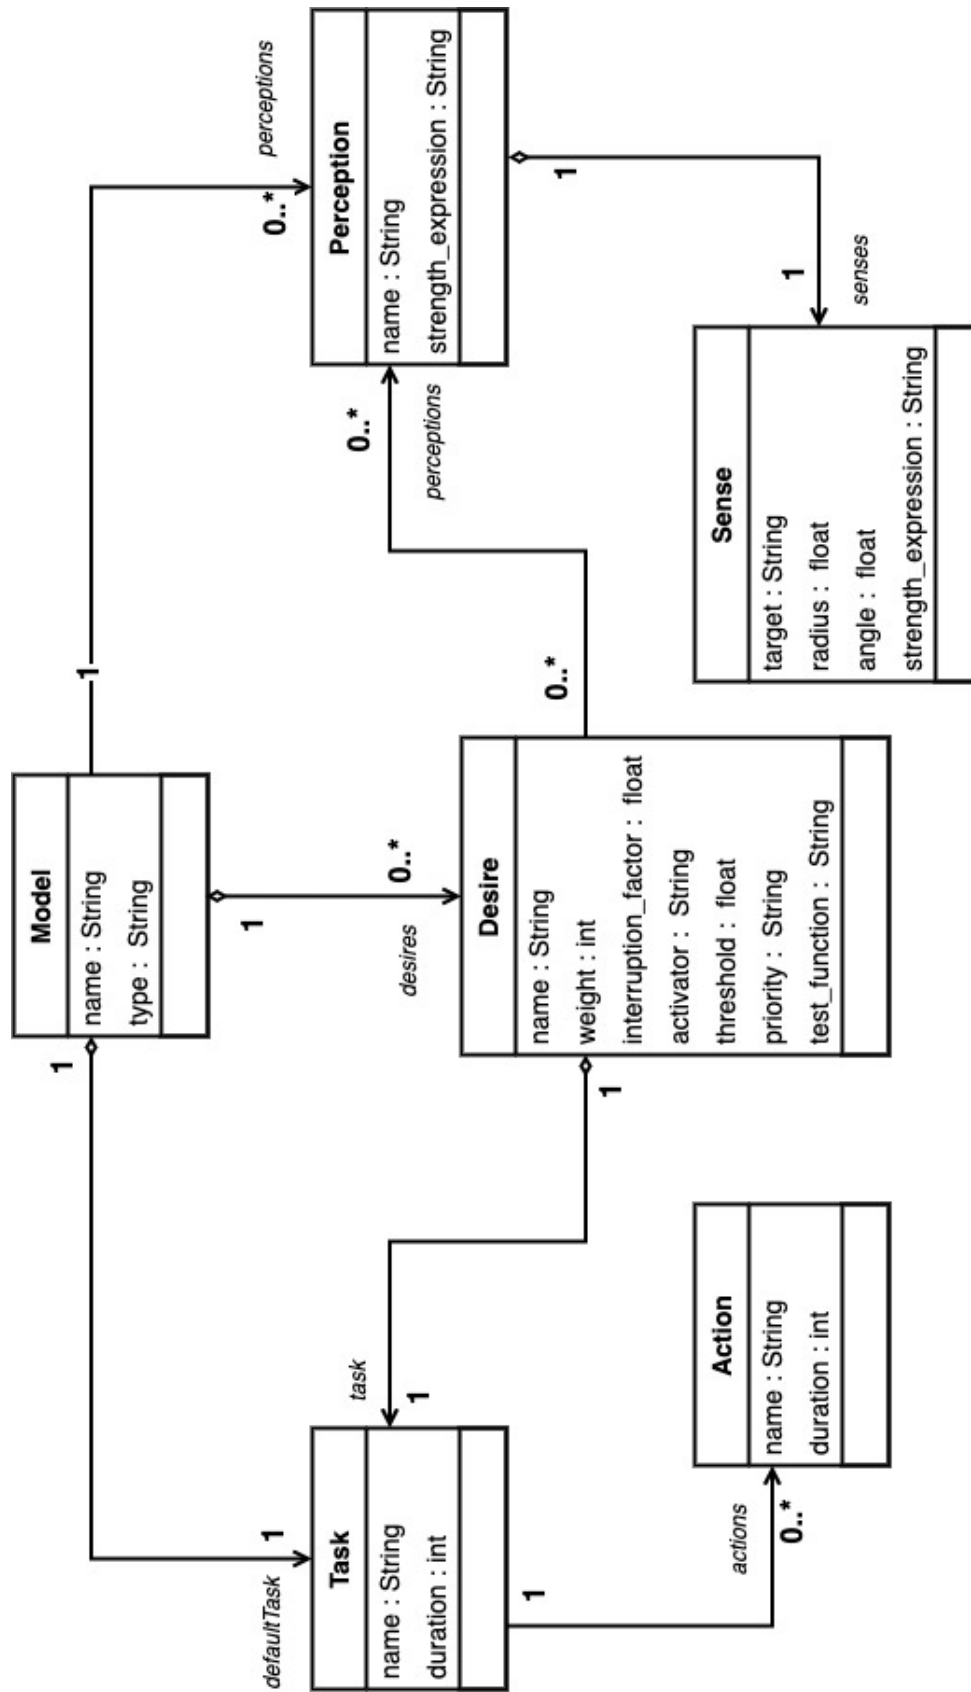 Model
name : String
type : String
1
1
1
defaultTask
1
desires
0..*
0..*
perceptions
Task
name : String
duration : int
task
1
Desire
name : String
weight : int
interruption_factor : float
activator : String
threshold : float
priority : String
test_function : String
1
0..*
perceptions
0..*
Perception
name : String
strength_expression : String
1
actions
0..*
Action
name : String
duration : int
1
1
senses
Sense
target : String
radius : float
angle : float
strength_expression : String